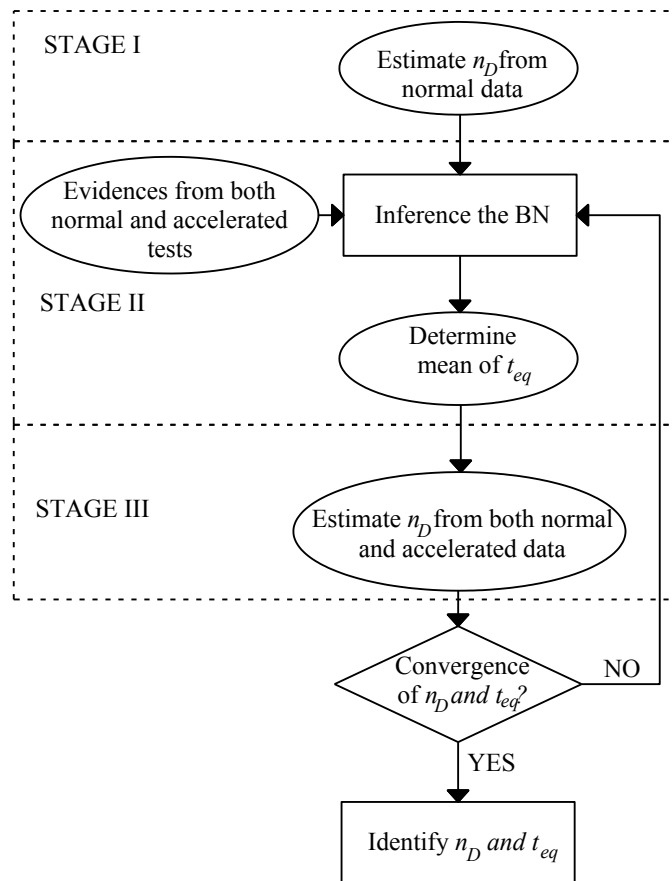 STAGE I
Estimate n_D from
normal data
Evidences from both
normal and accelerated
tests
Inference the BN
STAGE II
Determine
mean of t_eq
STAGE III
Estimate n_D from both normal
and accelerated data
Convergence
of n_D and t_eq?
NO
YES
Identify n_D and t_eq